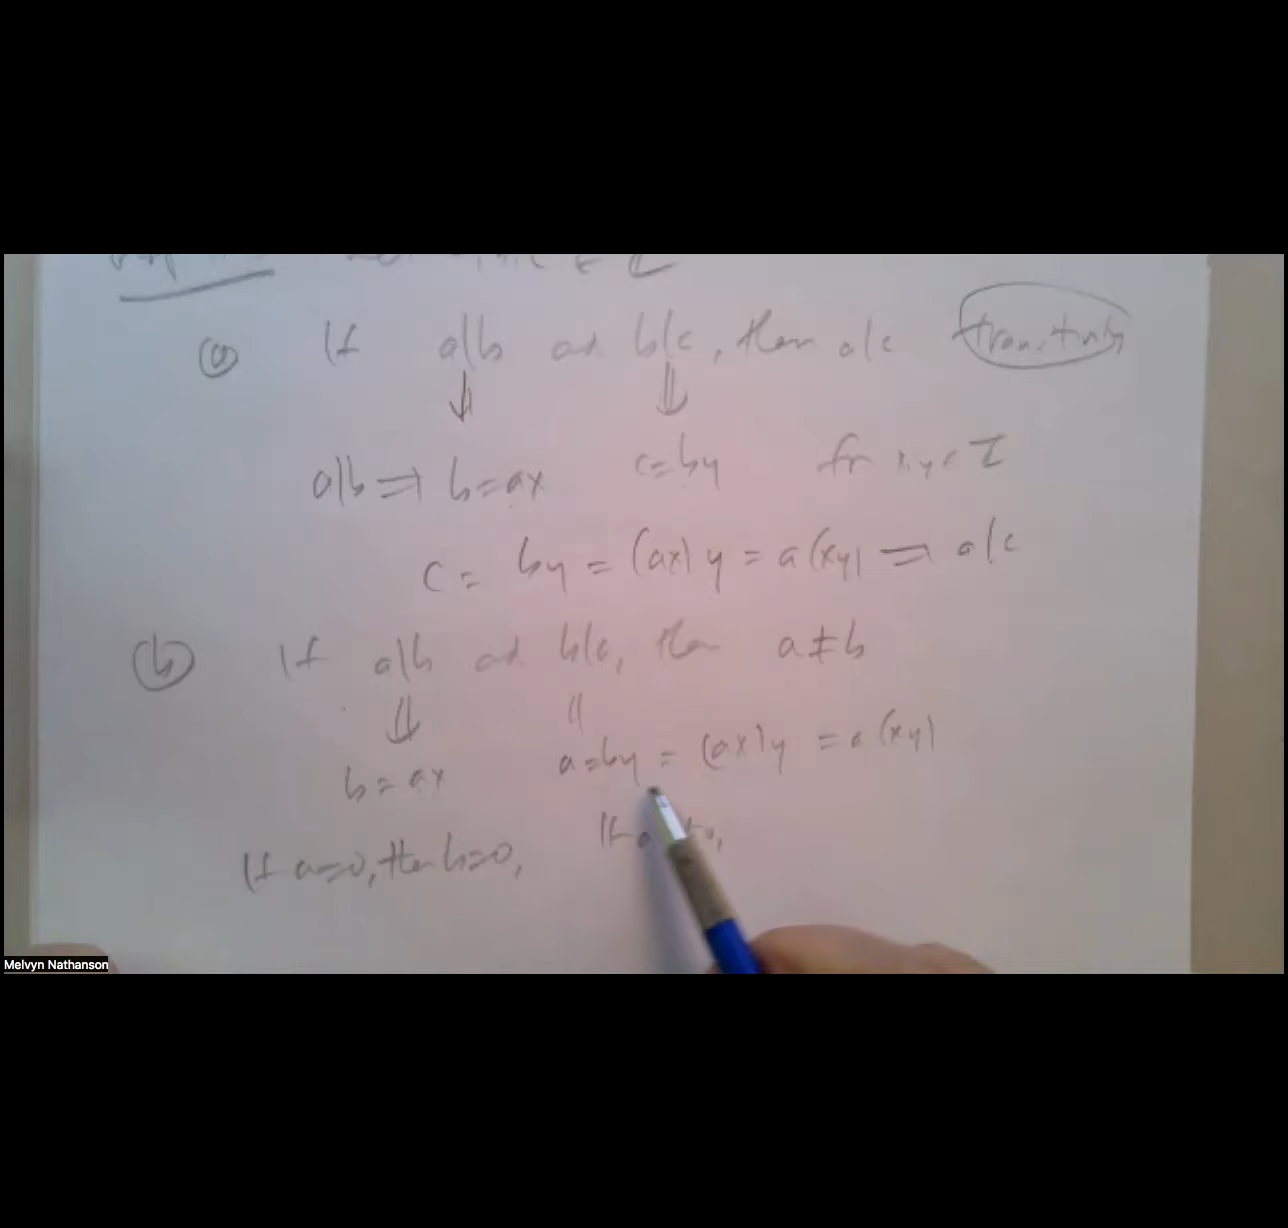 (a) If a|b and b|c, then a|c transitivity
a|b ⇒ b=ax c=by for x,y ∈ Z
c = by = (ax)y = a(xy) ⇒ a|c
(b) If a|b and b|a, then a = ±b
b = ax a=by = (ax)y = a(xy)
If a=0, then b=0, If a
Melvyn Nathanson